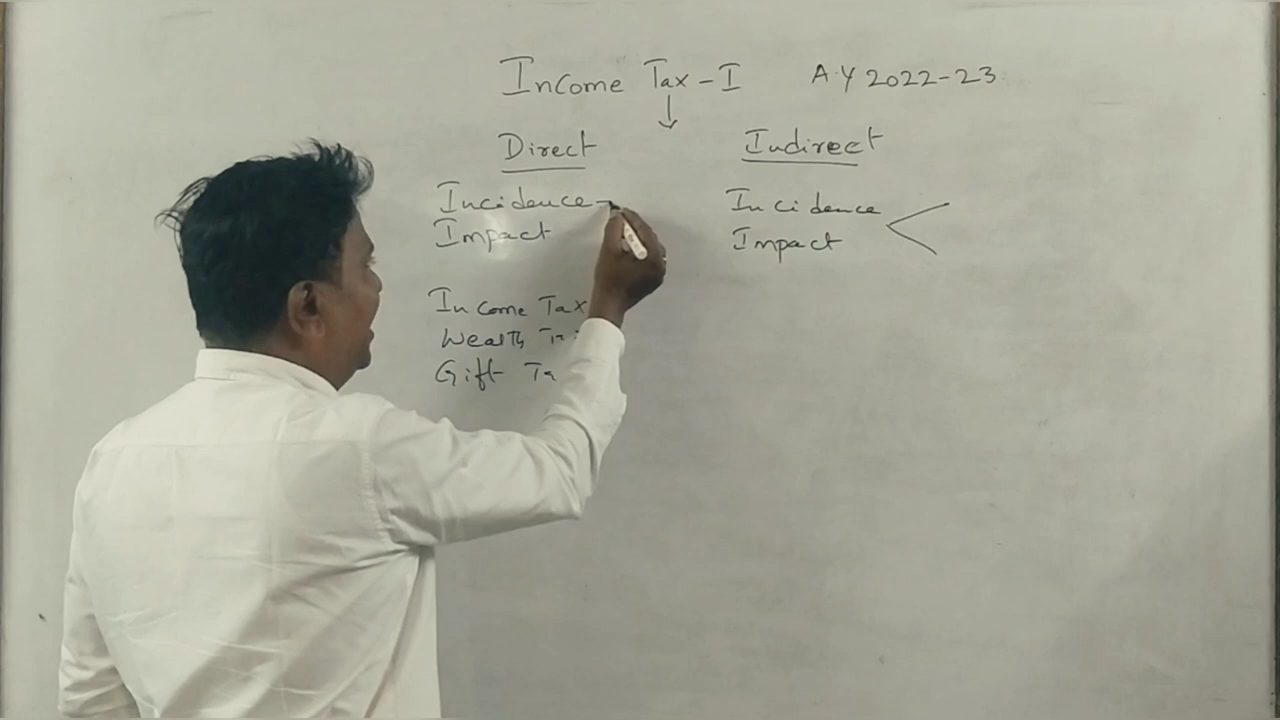 Income Tax - I A.Y 2022-23
Direct Indirect
Incidence Incidence
Impact Impact
Income Tax
Wealth
Gift